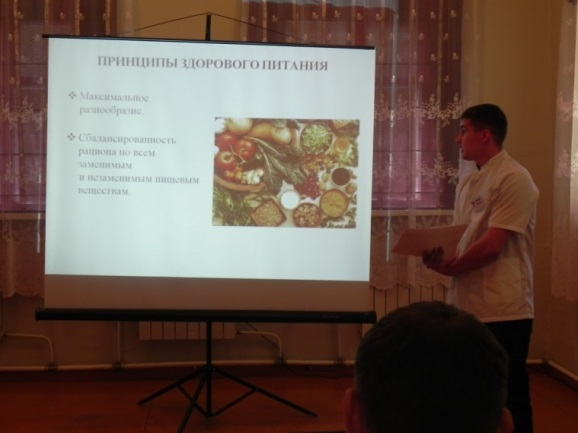 ПРИНЦИПЫ ЗДОРОВОГО ПИТАНИЯ
❖ Максимальное
разнообразие.
❖ Сбалансированность
рациона по всем
заменимым
и незаменимым пищевым
веществам.